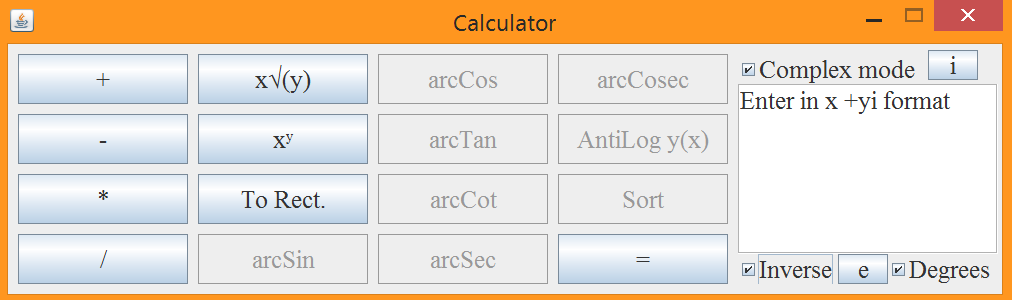 Calculator
+ x√(y) arcCos arcCosec
- xʸ arcTan AntiLog y(x)
* To Rect. arcCot Sort
/ arcSin arcSec =
Complex mode i
Enter in x +yi format
Inverse e Degrees